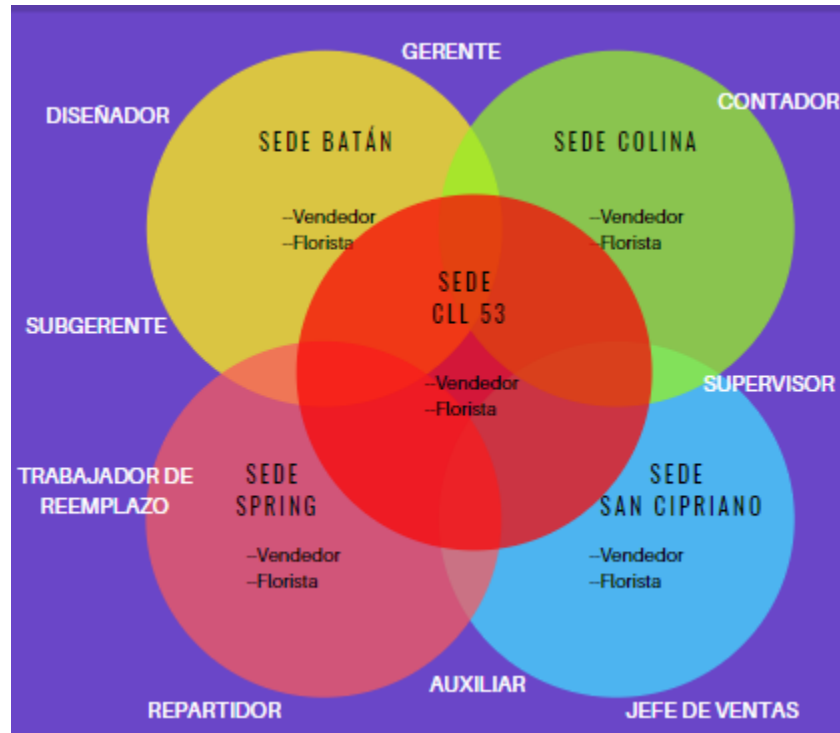 GERENTE
DISEÑADOR
CONTADOR
SEDE BATÁN
--Vendedor
--Florista
SEDE COLINA
--Vendedor
--Florista
SEDE
CLL 53
--Vendedor
--Florista
SUBGERENTE
SUPERVISOR
TRABAJADOR DE
REEMPLAZO
SEDE
SPRING
--Vendedor
--Florista
SEDE
SAN CIPRIANO
--Vendedor
--Florista
AUXILIAR
REPARTIDOR
JEFE DE VENTAS